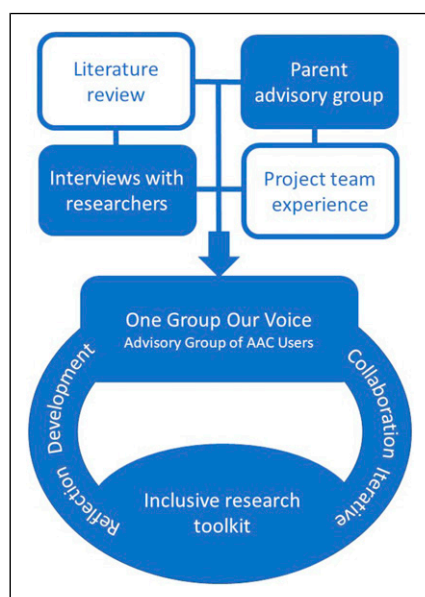 Literature
review
Parent
advisory group
Interviews with
researchers
Project team
experience
One Group Our Voice
Advisory Group of AAC Users
Reflection Development
Collaboration Iterative
Inclusive research
toolkit